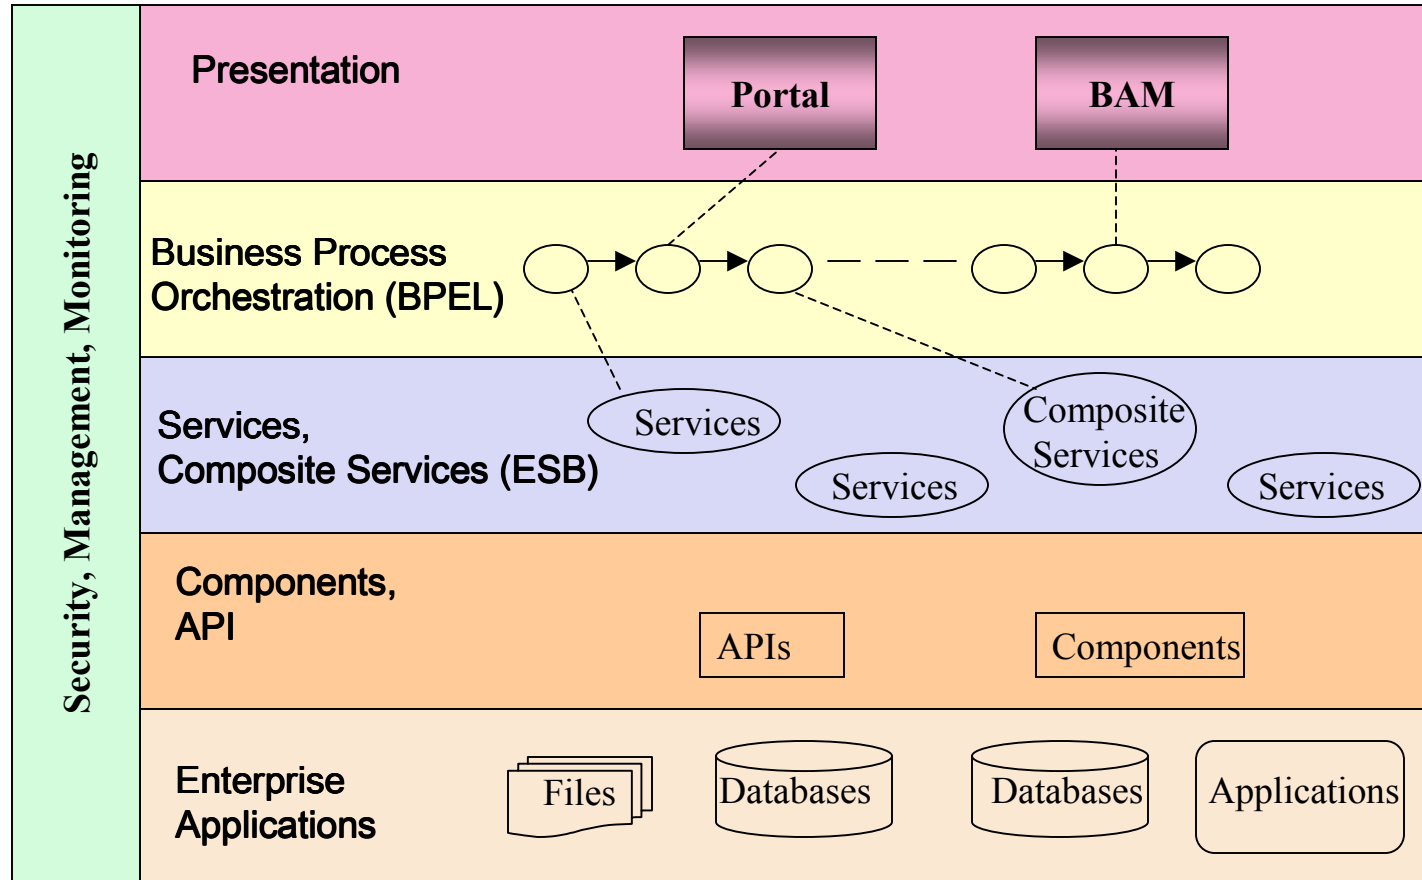 Security, Management, Monitoring
Presentation
Portal
BAM
Business Process
Orchestration (BPEL)
Services,
Composite Services (ESB)
Services
Services
Composite
Services
Services
Components,
API
APIs
Components
Enterprise
Applications
Files
Databases
Databases
Applications